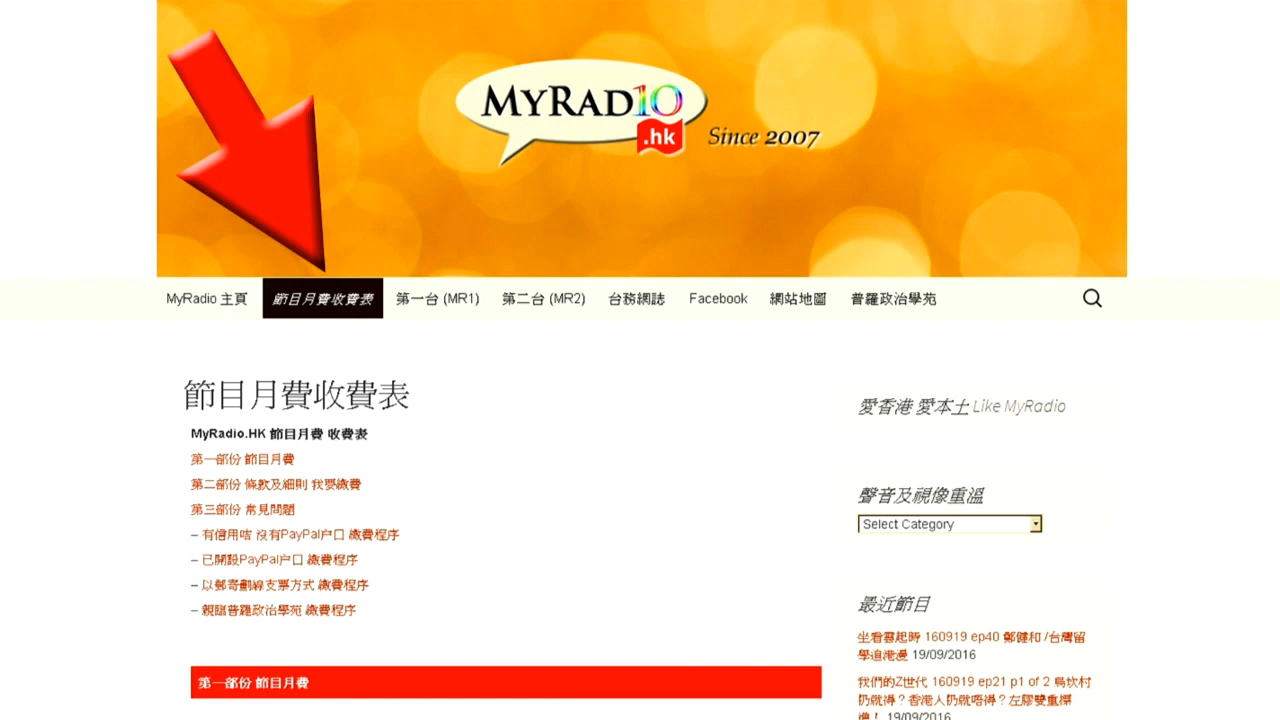 MYRAD10
.hk
Since 2007
MyRadio 主頁 節目月費收費表 第一台 (MR1) 第二台 (MR2) 台務網誌 Facebook 網站地圖 普羅政治學苑
節目月費收費表
MyRadio.HK 節目月費 收費表
第一部份 節目月費
第二部份 條款及細則 我要繳費
第三部份 常見問題
– 有信用咭 沒有PayPal户口 繳費程序
– 已開設PayPal户口 繳費程序
– 以郵寄劃線支票方式 繳費程序
– 親臨普羅政治學苑 繳費程序
第一部份 節目月費
愛香港 愛本土 Like MyRadio
聲音及視像重溫
Select Category
最近節目
坐看雲起時 160919 ep40 鄭健和 /台灣留
學追港漫 19/09/2016
我們的Z世代 160919 ep21 p1 of 2 烏坎村
扔就得？香港人扔就唔得？左膠雙重標
準！ 19/09/2016